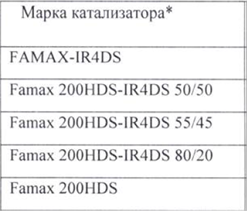 Марка катализатора*
FAMAX-IR4DS
Famax 200HDS-IR4DS 50/50
Famax 200HDS-IR4DS 55/45
Famax 200HDS-IR4DS 80/20
Famax 200HDS